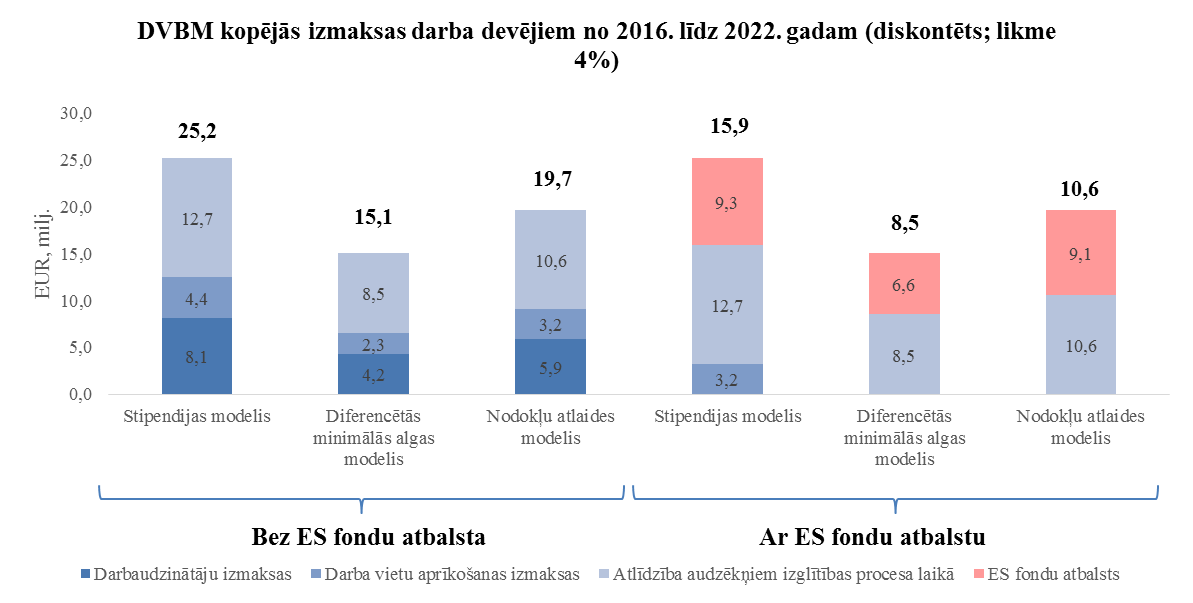 DVBM kopējās izmaksas darba devējiem no 2016. līdz 2022. gadam (diskontēts; likme
4%)
EUR, milj.
30,0
25,0
20,0
15,0
10,0
5,0
0,0
25,2
12,7
4,4
8,1
15,1
8,5
2,3
4,2
19,7
10,6
3,2
5,9
15,9
9,3
12,7
3,2
8,5
6,6
8,5
10,6
9,1
10,6
Stipendijas modelis
Diferencētās
minimālās algas
modelis
Nodokļu atlaides
modelis
Stipendijas modelis
Diferencētās
minimālās algas
modelis
Nodokļu atlaides
modelis
Bez ES fondu atbalsta
Ar ES fondu atbalstu
Darbaudzinātāju izmaksas
Darba vietu aprīkošanas izmaksas
Atlīdzība audzēkņiem izglītības procesa laikā
ES fondu atbalsts